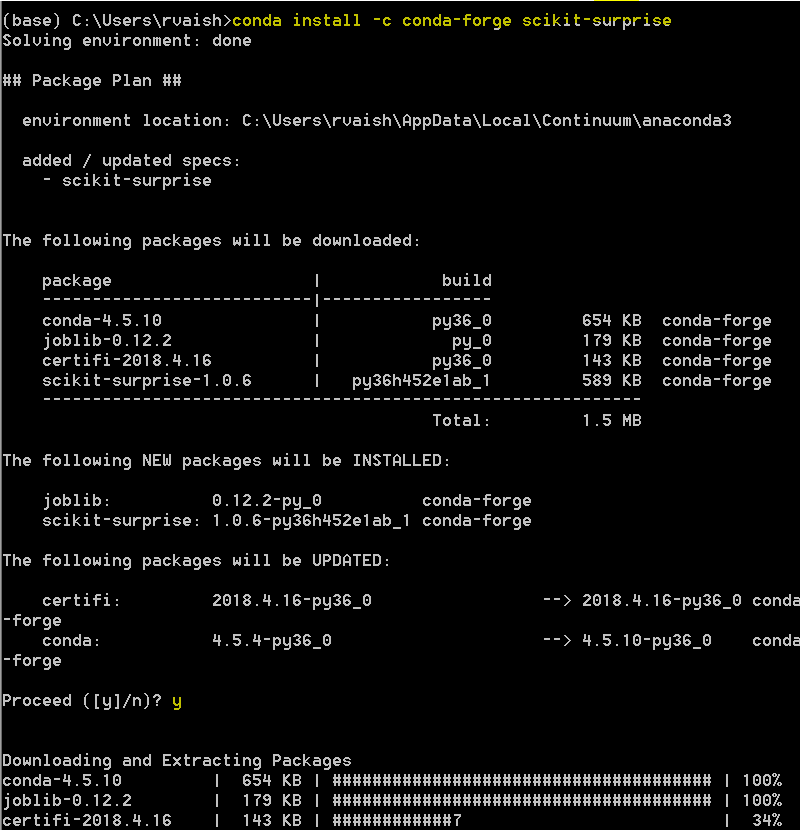 (base) C:\Users\rvaish>conda install -c conda-forge scikit-surprise
Solving environment: done
## Package Plan ##
environment location: C:\Users\rvaish\AppData\Local\Continuum\anaconda3
added / updated specs:
- scikit-surprise
The following packages will be downloaded:
package | build
---------------------------|-----------------
conda-4.5.10 | py36_0 654 KB conda-forge
joblib-0.12.2 | py_0 179 KB conda-forge
certifi-2018.4.16 | py36_0 143 KB conda-forge
scikit-surprise-1.0.6 | py36h452e1ab_1 589 KB conda-forge
------------------------------------------------------------
Total: 1.5 MB
The following NEW packages will be INSTALLED:
joblib: 0.12.2-py_0 conda-forge
scikit-surprise: 1.0.6-py36h452e1ab_1 conda-forge
The following packages will be UPDATED:
certifi: 2018.4.16-py36_0 --> 2018.4.16-py36_0 conda
-forge
conda: 4.5.4-py36_0 --> 4.5.10-py36_0 conda
-forge
Proceed ([y]/n)? y
Downloading and Extracting Packages
conda-4.5.10 | 654 KB | ###################################### | 100%
joblib-0.12.2 | 179 KB | ###################################### | 100%
certifi-2018.4.16 | 143 KB | ############7 | 34%